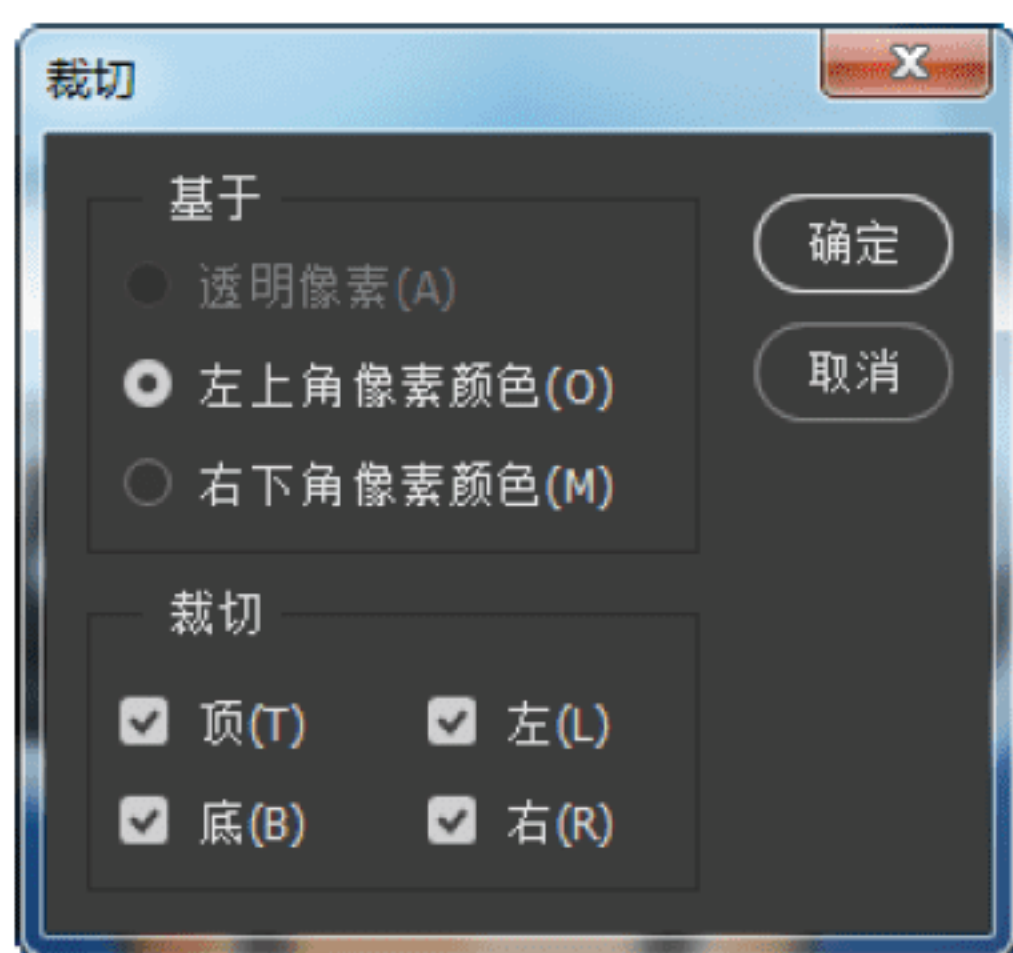 裁切
基于
透明像素(A)
左上角像素颜色(O)
右下角像素颜色(M)
确定
取消
裁切
顶(T) 左(L)
底(B) 右(R)